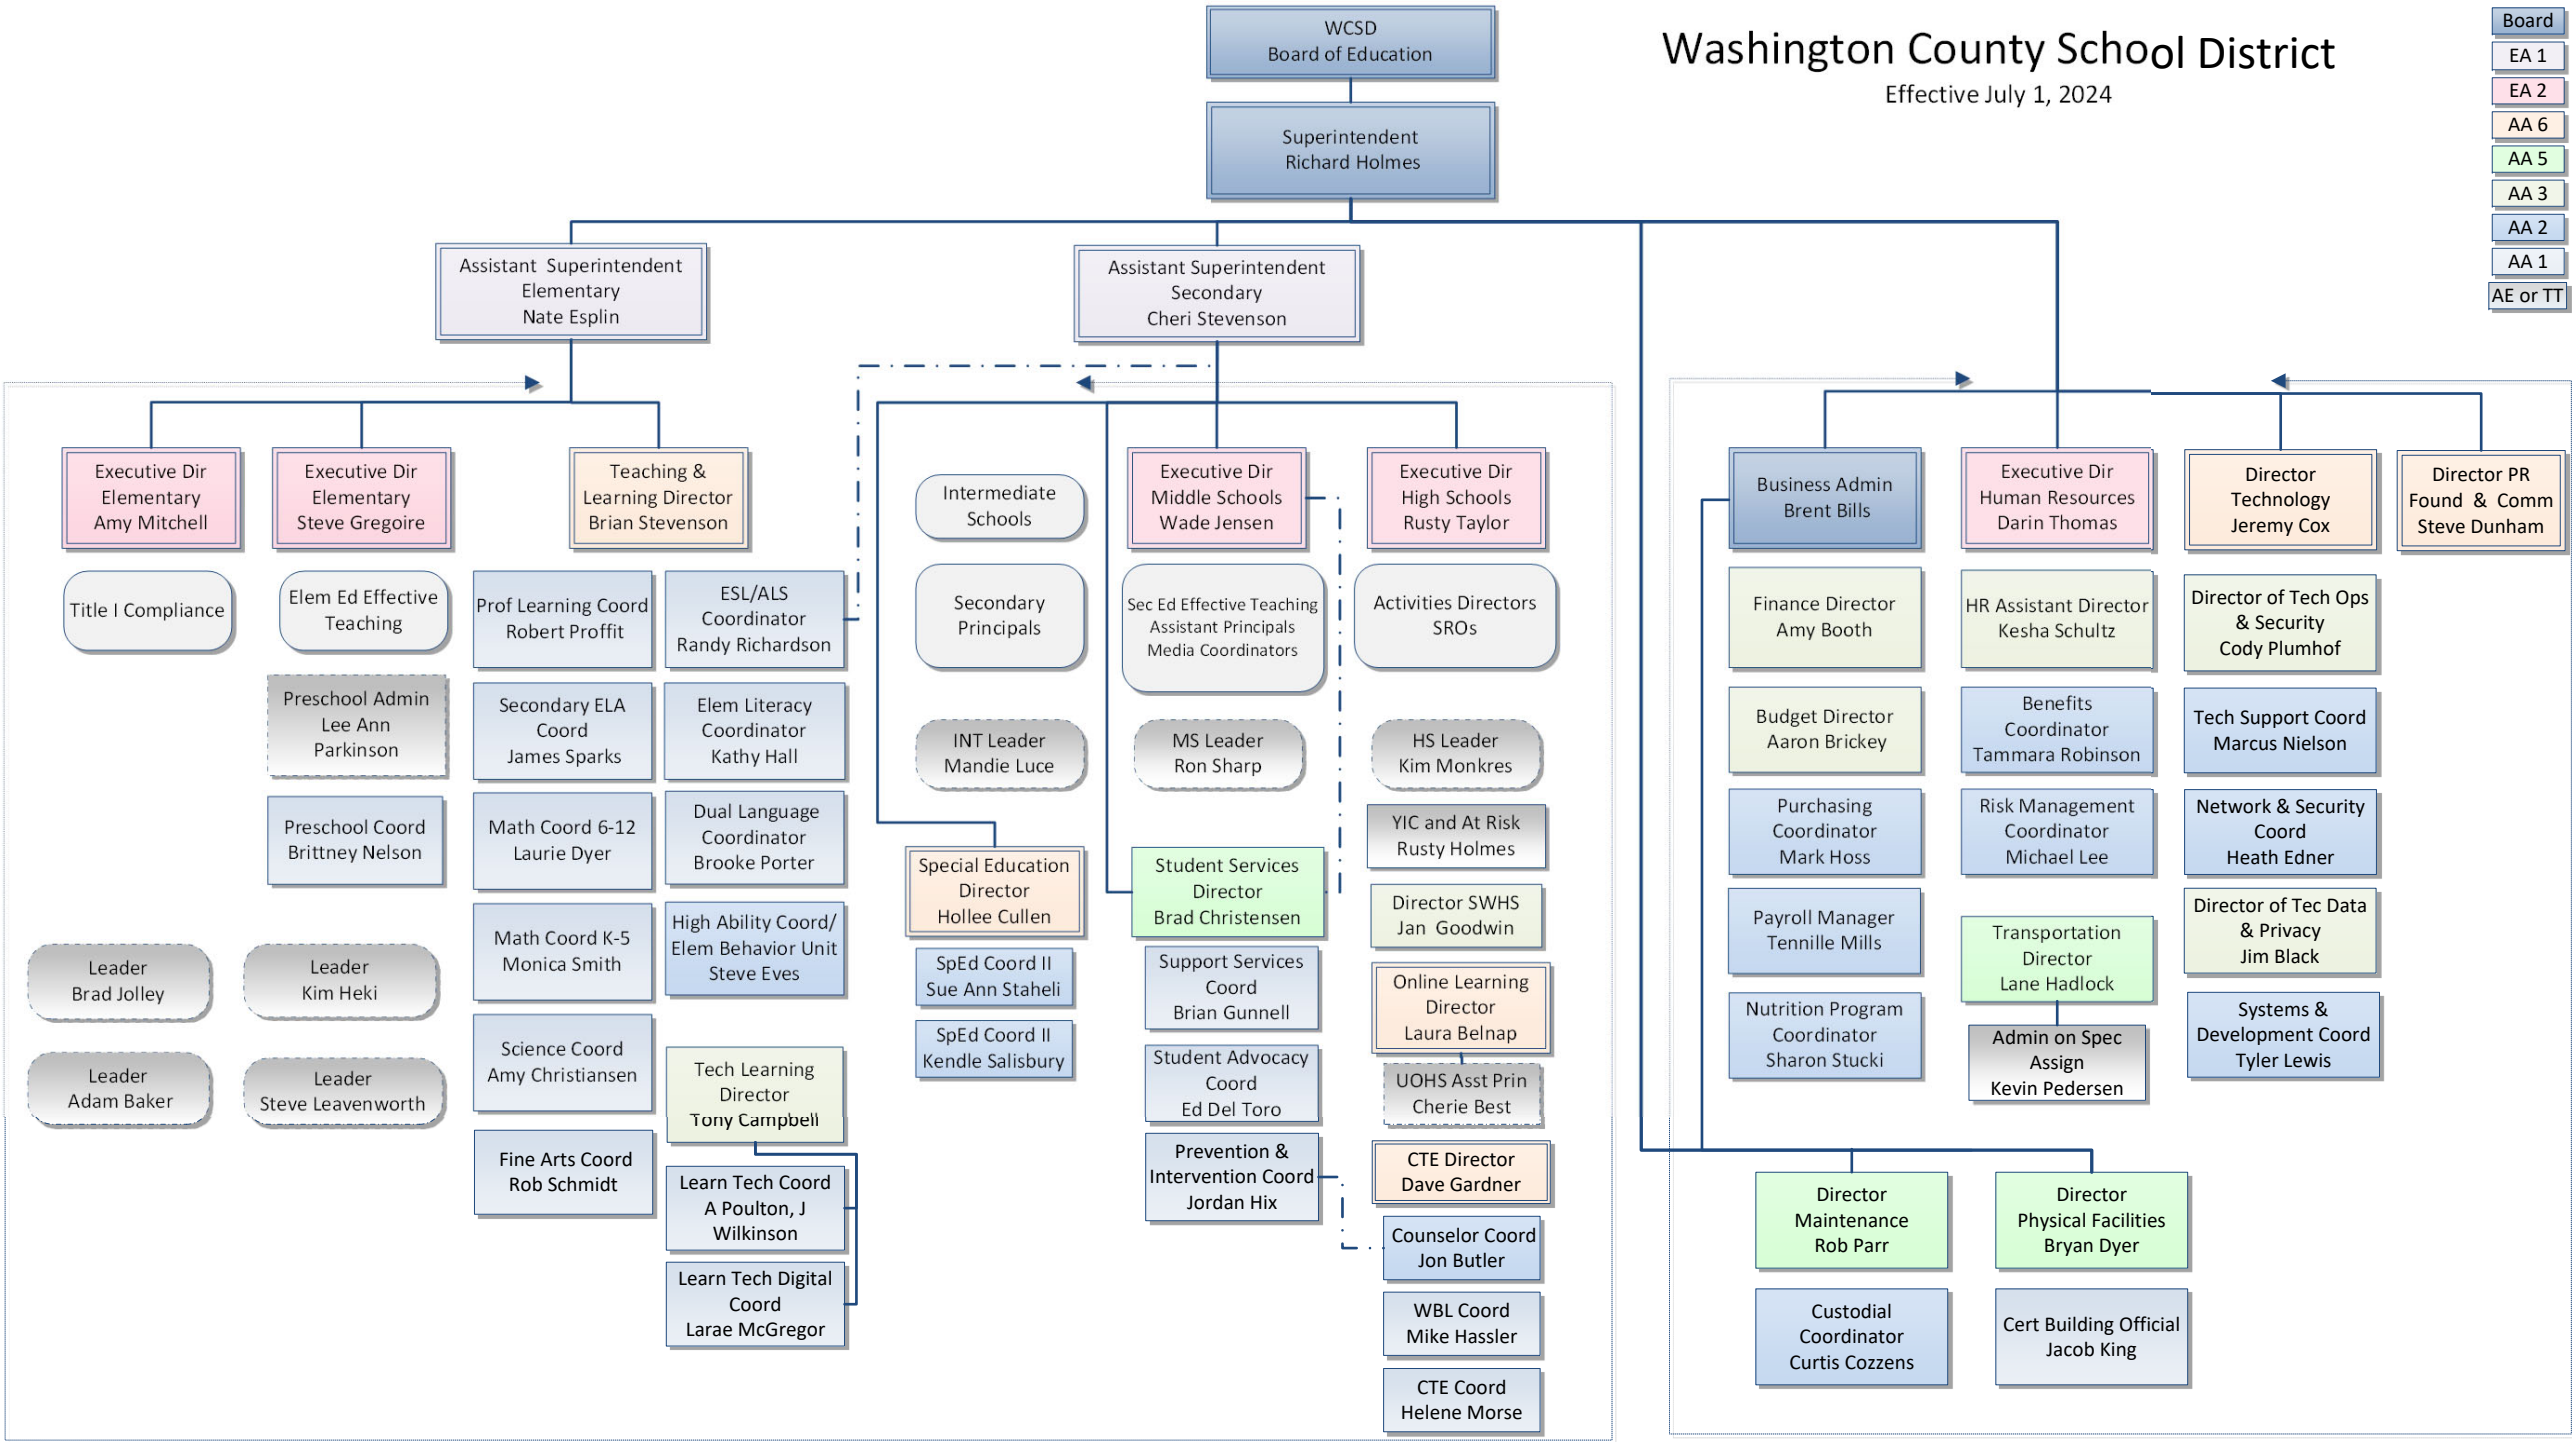 WCSD
Board of Education
Superintendent
Richard Holmes
Washington County School District
Effective July 1, 2024
Board
EA 1
EA 2
AA 6
AA 5
AA 3
AA 2
AA 1
AE or TT
Assistant Superintendent
Elementary
Nate Esplin
Assistant Superintendent
Secondary
Cheri Stevenson
Executive Dir
Elementary
Amy Mitchell
Title I Compliance
Leader
Brad Jolley
Leader
Adam Baker
Executive Dir
Elementary
Steve Gregoire
Elem Ed Effective
Teaching
Preschool Admin
Lee Ann
Parkinson
Preschool Coord
Brittney Nelson
Leader
Kim Heki
Leader
Steve Leavenworth
Teaching &
Learning Director
Brian Stevenson
Prof Learning Coord
Robert Proffit
Secondary ELA
Coord
James Sparks
Math Coord 6-12
Laurie Dyer
Math Coord K-5
Monica Smith
Science Coord
Amy Christiansen
Fine Arts Coord
Rob Schmidt
ESL/ALS
Coordinator
Randy Richardson
Elem Literacy
Coordinator
Kathy Hall
Dual Language
Coordinator
Brooke Porter
High Ability Coord/
Elem Behavior Unit
Steve Eves
Tech Learning
Director
Tony Campbell
Learn Tech Coord
A Poulton, J
Wilkinson
Learn Tech Digital
Coord
Larae McGregor
Intermediate
Schools
Secondary
Principals
INT Leader
Mandie Luce
Special Education
Director
Hollee Cullen
SpEd Coord II
Sue Ann Staheli
SpEd Coord II
Kendle Salisbury
Executive Dir
Middle Schools
Wade Jensen
Sec Ed Effective Teaching
Assistant Principals
Media Coordinators
MS Leader
Ron Sharp
Student Services
Director
Brad Christensen
Support Services
Coord
Brian Gunnell
Student Advocacy
Coord
Ed Del Toro
Prevention &
Intervention Coord
Jordan Hix
Executive Dir
High Schools
Rusty Taylor
Activities Directors
SROs
HS Leader
Kim Monkres
YIC and At Risk
Rusty Holmes
Director SWHS
Jan Goodwin
Online Learning
Director
Laura Belnap
UOHS Asst Prin
Cherie Best
CTE Director
Dave Gardner
Counselor Coord
Jon Butler
WBL Coord
Mike Hassler
CTE Coord
Helene Morse
Business Admin
Brent Bills
Finance Director
Amy Booth
Budget Director
Aaron Brickey
Purchasing
Coordinator
Mark Hoss
Payroll Manager
Tennille Mills
Nutrition Program
Coordinator
Sharon Stucki
Executive Dir
Human Resources
Darin Thomas
HR Assistant Director
Kesha Schultz
Benefits
Coordinator
Tammara Robinson
Risk Management
Coordinator
Michael Lee
Transportation
Director
Lane Hadlock
Admin on Spec
Assign
Kevin Pedersen
Director
Technology
Jeremy Cox
Director of Tech Ops
& Security
Cody Plumhof
Tech Support Coord
Marcus Nielson
Network & Security
Coord
Heath Edner
Director of Tec Data
& Privacy
Jim Black
Systems &
Development Coord
Tyler Lewis
Director PR
Found & Comm
Steve Dunham
Director
Maintenance
Rob Parr
Custodial
Coordinator
Curtis Cozzens
Director
Physical Facilities
Bryan Dyer
Cert Building Official
Jacob King